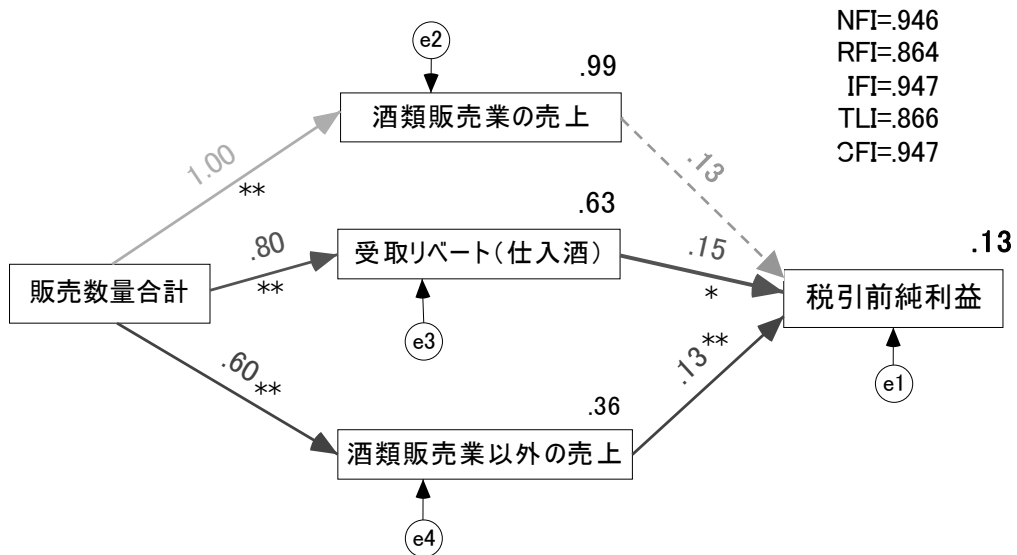 NFI=.946
RFI=.864
IFI=.947
TLI=.866
CFI=.947
e2
.99
酒類販売業の売上
1.00
**
.13
.63
受取リベート(仕入酒)
.80
**
.15
*
.13
販売数量合計
税引前純利益
e3
e1
.60
**
.13
**
.36
酒類販売業以外の売上
e4